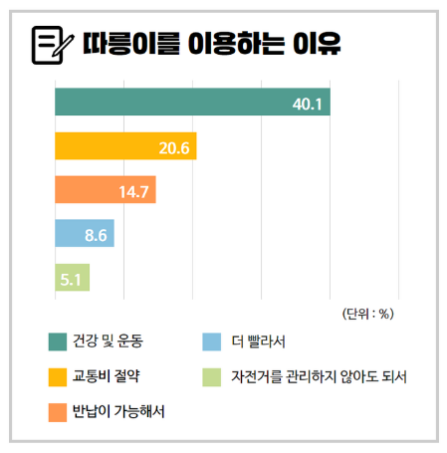 따릉이를 이용하는 이유
40.1
20.6
14.7
8.6
5.1
(단위 : %)
건강 및 운동
더 빨라서
교통비 절약
자전거를 관리하지 않아도 되서
반납이 가능해서